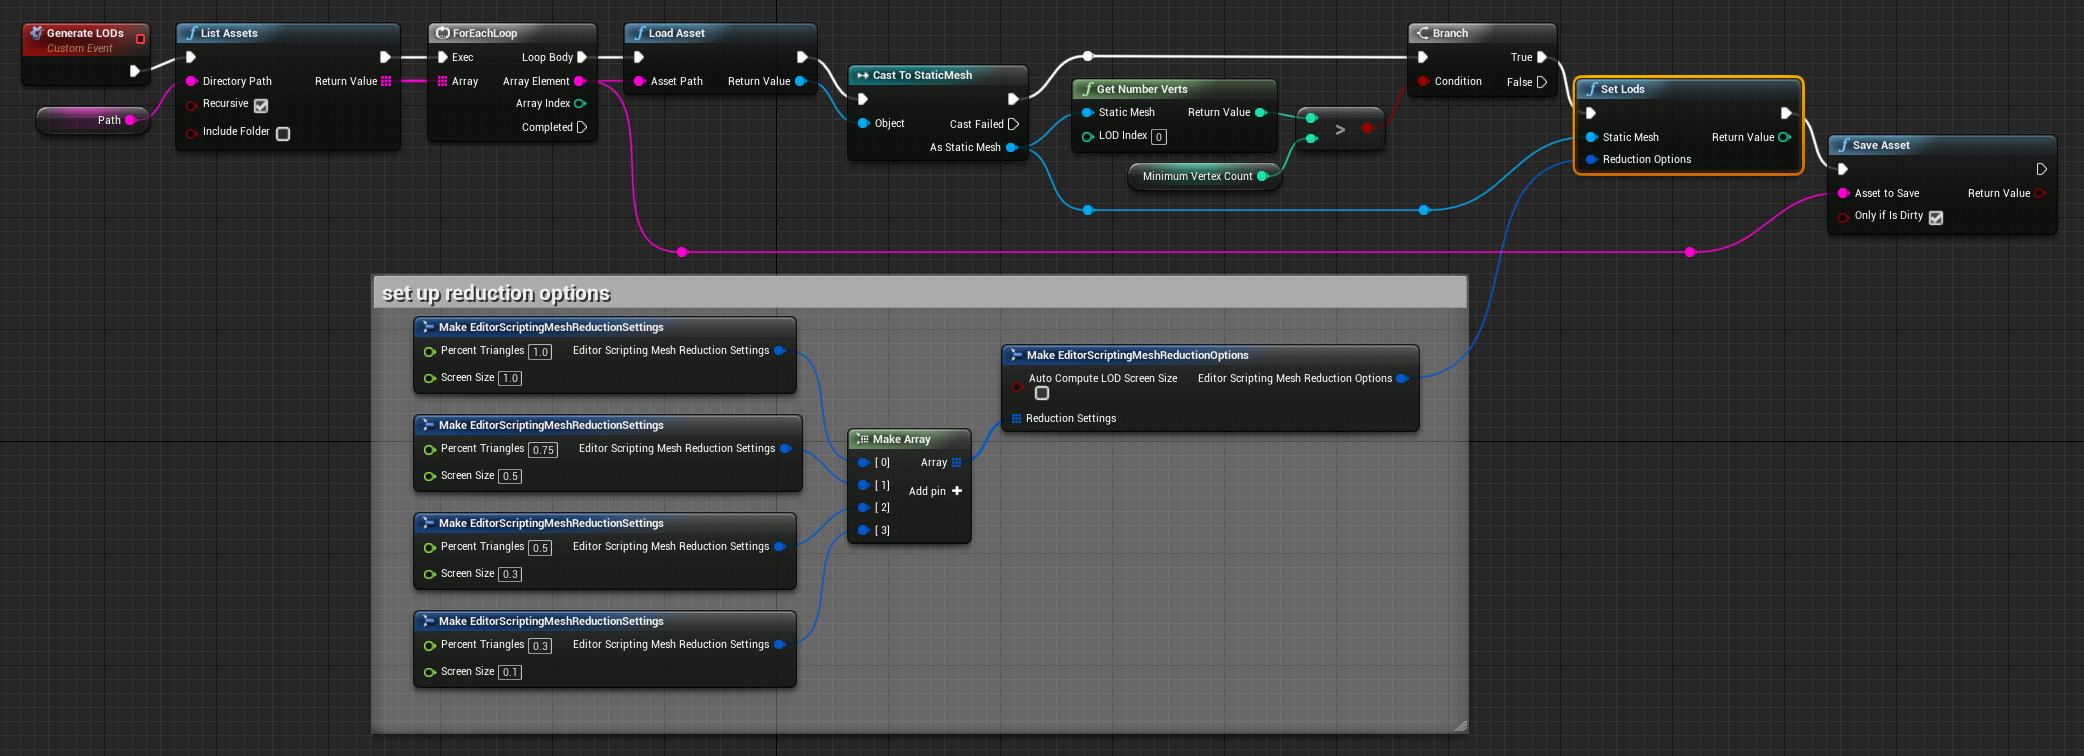 Generate LODs
Custom Event
Path
List Assets
Directory Path
Return Value
Recursive
Include Folder
ForEachLoop
Exec
Loop Body
Array
Array Element
Array Index
Completed
Load Asset
Asset Path
Return Value
Cast To StaticMesh
Object
Cast Failed
As Static Mesh
Get Number Verts
Static Mesh
Return Value
LOD Index 0
Minimum Vertex Count
>
Branch
True
Condition
False
Set Lods
Static Mesh
Return Value
Reduction Options
Save Asset
Asset to Save
Return Value
Only if Is Dirty
set up reduction options
Make EditorScriptingMeshReductionSettings
Percent Triangles 1.0 Editor Scripting Mesh Reduction Settings
Screen Size 1.0
Make EditorScriptingMeshReductionSettings
Percent Triangles 0.75 Editor Scripting Mesh Reduction Settings
Screen Size 0.5
Make EditorScriptingMeshReductionSettings
Percent Triangles 0.5 Editor Scripting Mesh Reduction Settings
Screen Size 0.3
Make EditorScriptingMeshReductionSettings
Percent Triangles 0.3 Editor Scripting Mesh Reduction Settings
Screen Size 0.1
Make Array
[ 0] Array
[ 1]
Add pin +
[ 2]
[ 3]
Make EditorScriptingMeshReductionOptions
Auto Compute LOD Screen Size
Editor Scripting Mesh Reduction Options
Reduction Settings